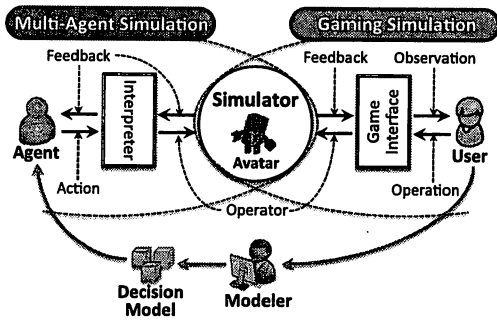 Multi-Agent Simulation
Gaming Simulation
Feedback
Feedback
Observation
Interpreter
Simulator
Avatar
Game
Interface
Agent
User
Action
Operator
Operation
Decision
Model
Modeler